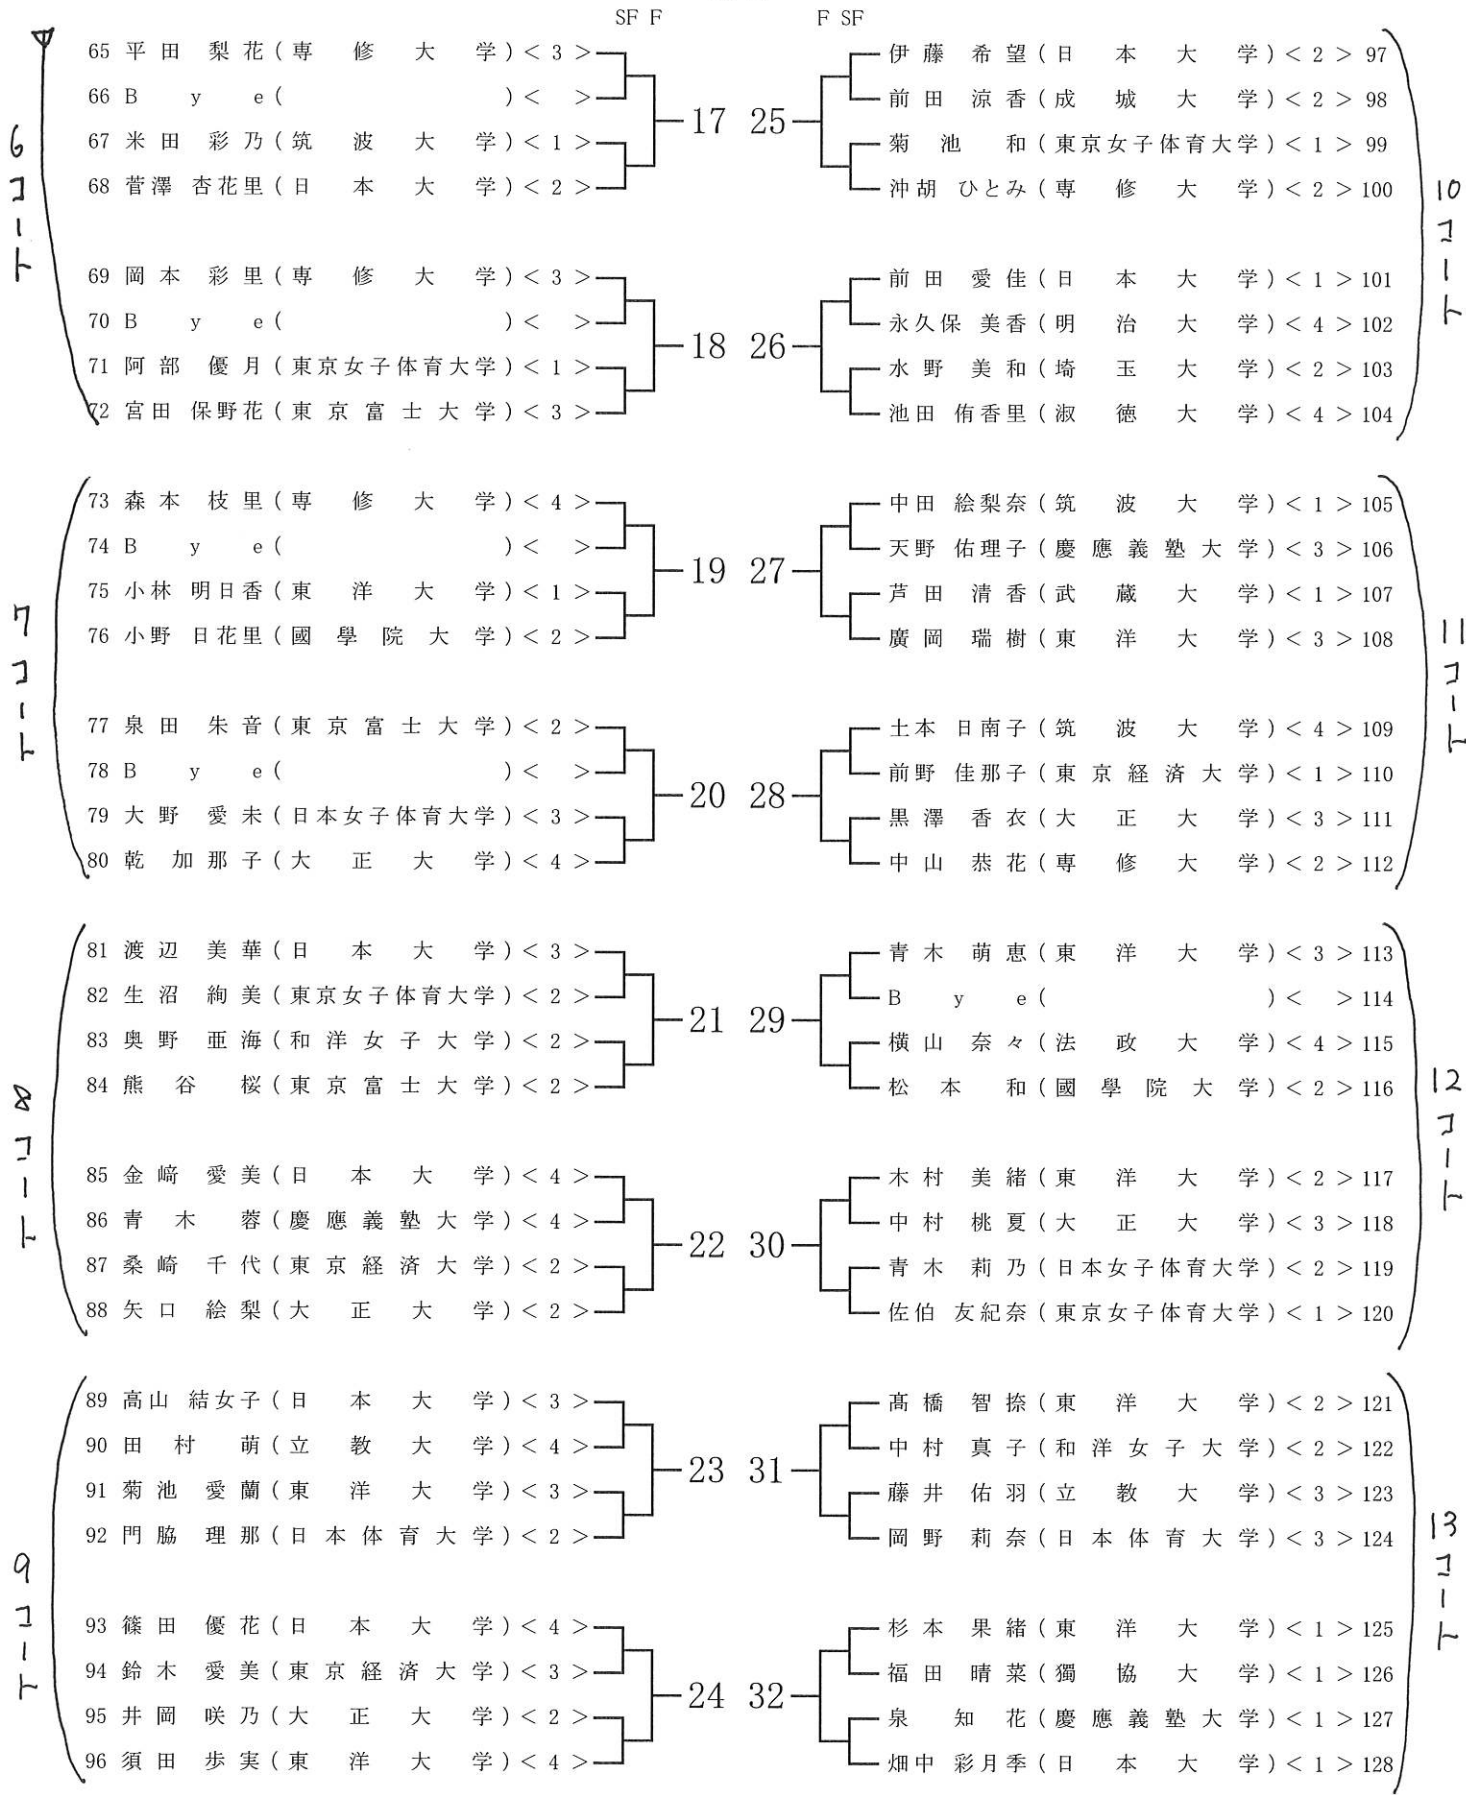 SF F
65 平田 梨花(専修大学)< 3 >
66 Bye( )< >
17
67 米田 彩乃(筑波大学)< 1 >
68 菅澤 杏花里(日本大学)< 2 >
69 岡本 彩里(専修大学)< 3 >
70 Bye( )< >
18
71 阿部 優月(東京女子体育大学)< 1 >
72 宮田 保野花(東京富士大学)< 3 >
6コート
73 森本 枝里(専修大学)< 4 >
74 Bye( )< >
19
75 小林 明日香(東洋大学)< 1 >
76 小野 日花里(國學院大学)< 2 >
77 泉田 朱音(東京富士大学)< 2 >
78 Bye( )< >
20
79 大野 愛未(日本女子体育大学)< 3 >
80 乾 加那子(大正大学)< 4 >
7コート
81 渡辺 美華(日本大学)< 3 >
82 生沼 絢美(東京女子体育大学)< 2 >
21
83 奥野 亜海(和洋女子大学)< 2 >
84 熊谷 桜(東京富士大学)< 2 >
85 金﨑 愛美(日本大学)< 4 >
86 青木 蓉(慶應義塾大学)< 4 >
22
87 桑崎 千代(東京経済大学)< 2 >
88 矢口 絵梨(大正大学)< 2 >
8コート
89 高山 結女子(日本大学)< 3 >
90 田村 萌(立教大学)< 4 >
23
91 菊池 愛蘭(東洋大学)< 3 >
92 門脇 理那(日本体育大学)< 2 >
93 篠田 優花(日本大学)< 4 >
94 鈴木 愛美(東京経済大学)< 3 >
24
95 井岡 咲乃(大正大学)< 2 >
96 須田 歩実(東洋大学)< 4 >
9コート
F SF
伊藤 希望(日本大学)< 2 > 97
前田 涼香(成城大学)< 2 > 98
25
菊池 和(東京女子体育大学)< 1 > 99
沖胡 ひとみ(専修大学)< 2 > 100
前田 愛佳(日本大学)< 1 > 101
永久保 美香(明治大学)< 4 > 102
26
水野 美和(埼玉大学)< 2 > 103
池田 侑香里(淑徳大学)< 4 > 104
10コート
中田 絵梨奈(筑波大学)< 1 > 105
天野 佑理子(慶應義塾大学)< 3 > 106
27
芦田 清香(武蔵大学)< 1 > 107
廣岡 瑞樹(東洋大学)< 3 > 108
土本 日南子(筑波大学)< 4 > 109
前野 佳那子(東京経済大学)< 1 > 110
28
黒澤 香衣(大正大学)< 3 > 111
中山 恭花(専修大学)< 2 > 112
11コート
青木 萌恵(東洋大学)< 3 > 113
Bye( )< > 114
29
横山 奈々(法政大学)< 4 > 115
松本 和(國學院大学)< 2 > 116
木村 美緒(東洋大学)< 2 > 117
中村 桃夏(大正大学)< 3 > 118
30
青木 莉乃(日本女子体育大学)< 2 > 119
佐伯 友紀奈(東京女子体育大学)< 1 > 120
12コート
髙橋 智捺(東洋大学)< 2 > 121
中村 真子(和洋女子大学)< 2 > 122
31
藤井 佑羽(立教大学)< 3 > 123
岡野 莉奈(日本体育大学)< 3 > 124
杉本 果緒(東洋大学)< 1 > 125
福田 晴菜(獨協大学)< 1 > 126
32
泉 知花(慶應義塾大学)< 1 > 127
畑中 彩月季(日本大学)< 1 > 128
13コート